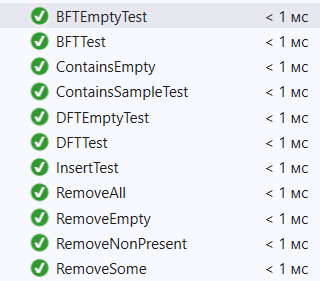 BFTEmptyTest < 1 мс
BFTTest < 1 мс
ContainsEmpty < 1 мс
ContainsSampleTest < 1 мс
DFTEmptyTest < 1 мс
DFTTest < 1 мс
InsertTest < 1 мс
RemoveAll < 1 мс
RemoveEmpty < 1 мс
RemoveNonPresent < 1 мс
RemoveSome < 1 мс